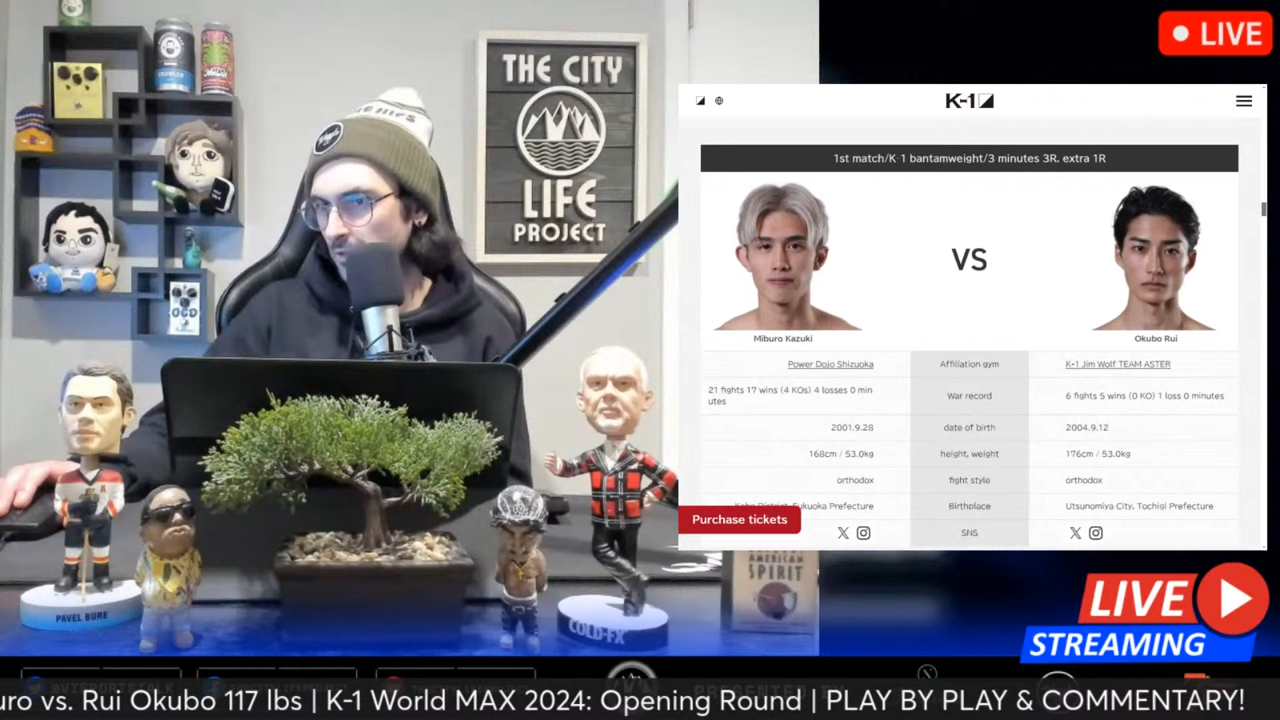 LIVE
THE CITY
LIFE
PROJECT
K-1
1st match/K-1 bantamweight/3 minutes 3R. extra 1R
VS
Miburo Kazuki
Okubo Rui
Power Dojo Shizuoka
Affiliation gym
K-1 Jim Wolf TEAM ASTER
21 fights 17 wins (4 KOs) 4 losses 0 min
utes
War record
6 fights 5 wins (0 KO) 1 loss 0 minutes
2001.9.28
date of birth
2004.9.12
168cm / 53.0kg
height, weight
176cm / 53.0kg
orthodox
fight style
orthodox
Prefecture
Birthplace
Utsunomiya City, Tochigi Prefecture
Purchase tickets
SNS
OCD
AMERICAN
SPIRIT
PAVEL BURE
COLD-FX
LIVE
STREAMING
uro vs. Rui Okubo 117 lbs | K-1 World MAX 2024: Opening Round | PLAY BY PLAY & COMMENTARY!